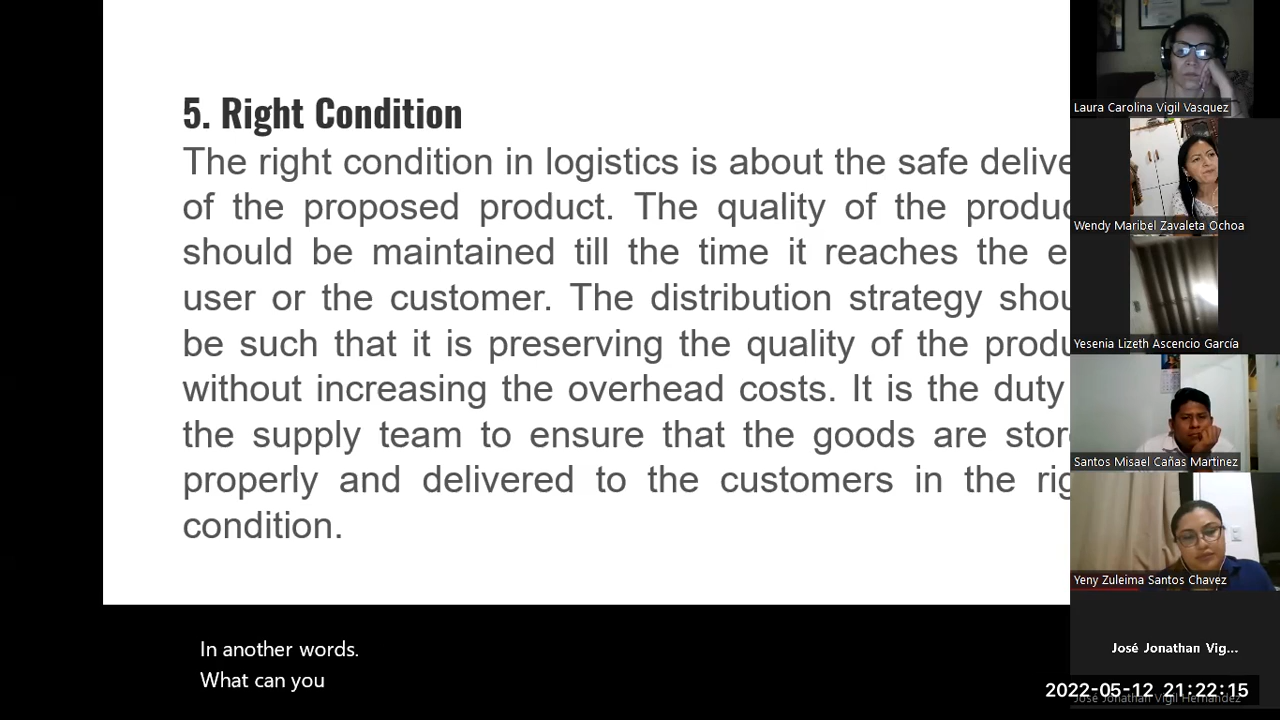 5. Right Condition
The right condition in logistics is about the safe delive
of the proposed product. The quality of the produc
should be maintained till the time it reaches the e
user or the customer. The distribution strategy shou
be such that it is preserving the quality of the produ
without increasing the overhead costs. It is the duty
the supply team to ensure that the goods are stor
properly and delivered to the customers in the rig
condition.
In another words.
What can you
Laura Carolina Vigil Vasquez
Wendy Maribel Zavaleta Ochoa
Yesenia Lizeth Ascencio García
Santos Misael Cañas Martinez
Yeny Zuleima Santos Chavez
José Jonathan Vig...
2022-05-12 21:22:15
José Jonathan Vigil Hernandez